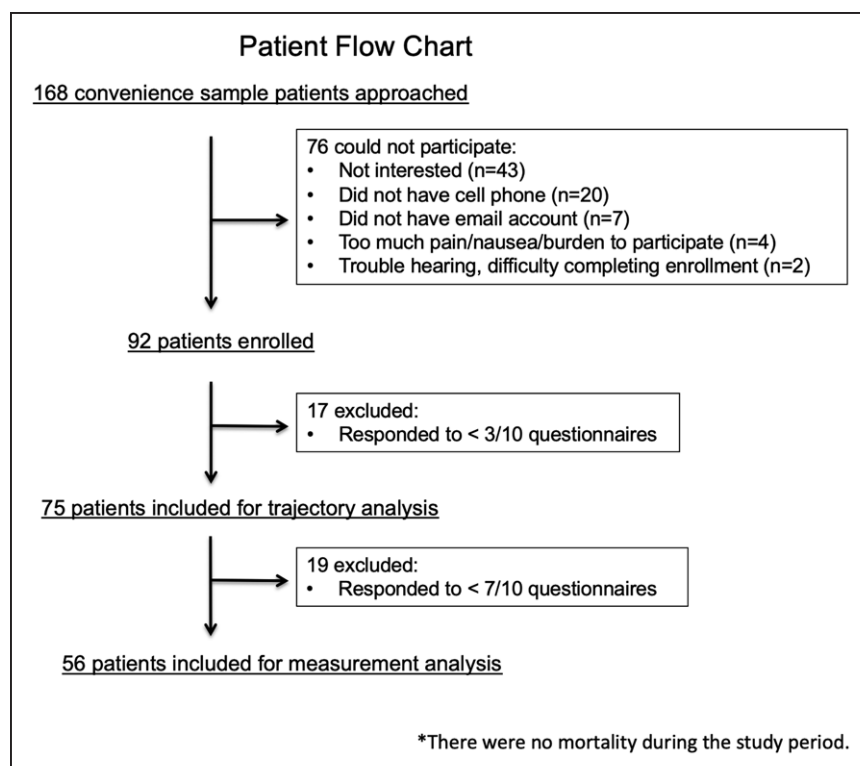 Patient Flow Chart
168 convenience sample patients approached
76 could not participate:
• Not interested (n=43)
• Did not have cell phone (n=20)
• Did not have email account (n=7)
• Too much pain/nausea/burden to participate (n=4)
• Trouble hearing, difficulty completing enrollment (n=2)
92 patients enrolled
17 excluded:
• Responded to < 3/10 questionnaires
75 patients included for trajectory analysis
19 excluded:
• Responded to < 7/10 questionnaires
56 patients included for measurement analysis
*There were no mortality during the study period.